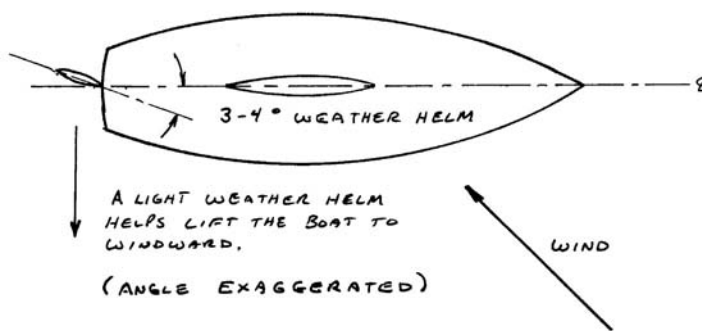 ℄
3-4° WEATHER HELM
A LIGHT WEATHER HELM
HELPS LIFT THE BOAT TO
WINDWARD.
WIND
(ANGLE EXAGGERATED)